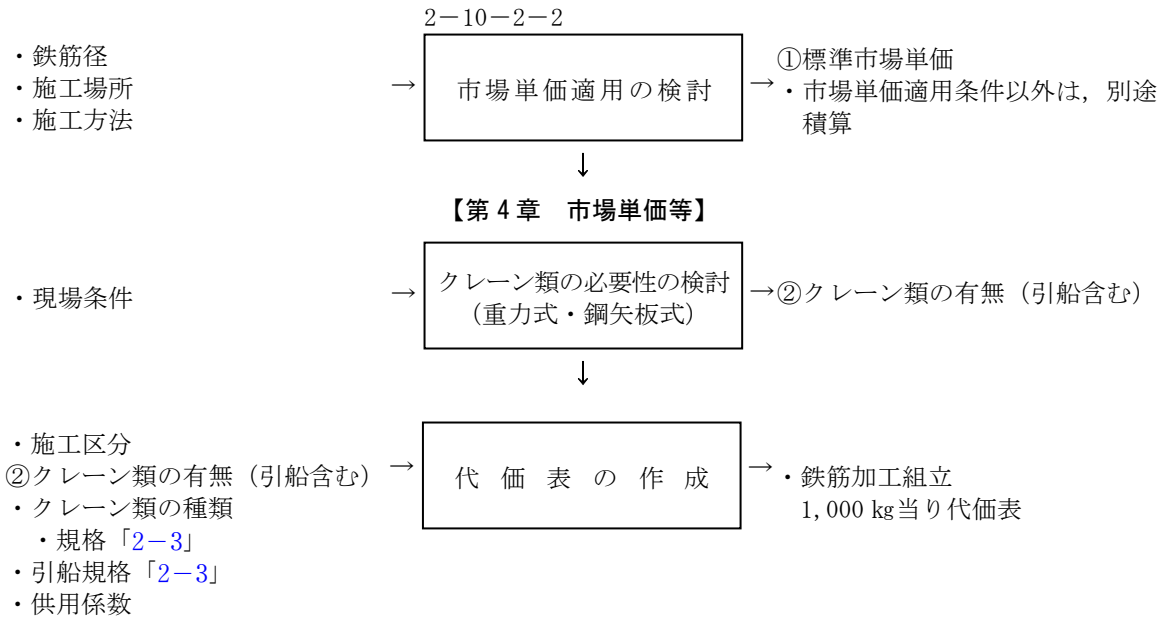 2－10－2－2
・鉄筋径
・施工場所
・施工方法
→
市場単価適用の検討
→
①標準市場単価
・市場単価適用条件以外は，別途
積算
↓
【第４章　市場単価等】
・現場条件
→
クレーン類の必要性の検討
（重力式・鋼矢板式）
→②クレーン類の有無（引船含む）
↓
・施工区分
②クレーン類の有無（引船含む）
・クレーン類の種類
・規格「2－3」
・引船規格「2－3」
・供用係数
→
代　価　表　の　作　成
→
・鉄筋加工組立
1,000 ㎏当り代価表